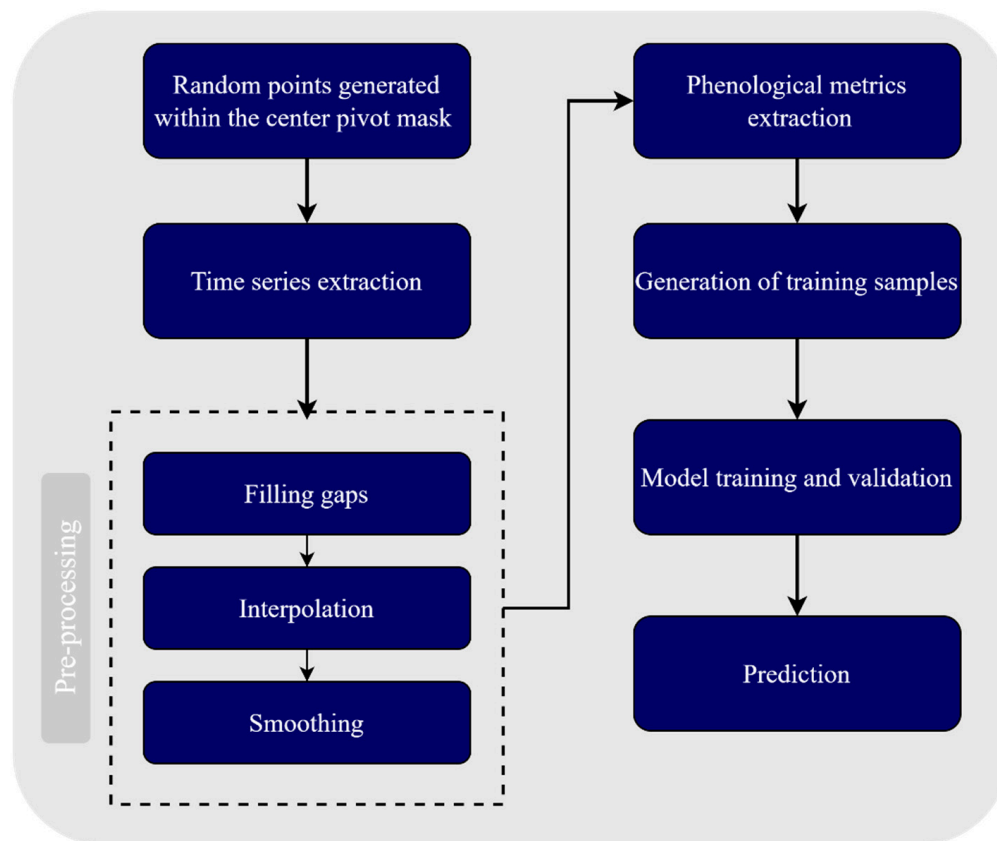 Random points generated
within the center pivot mask
Time series extraction
Pre-processing
Filling gaps
Interpolation
Smoothing
Phenological metrics
extraction
Generation of training samples
Model training and validation
Prediction